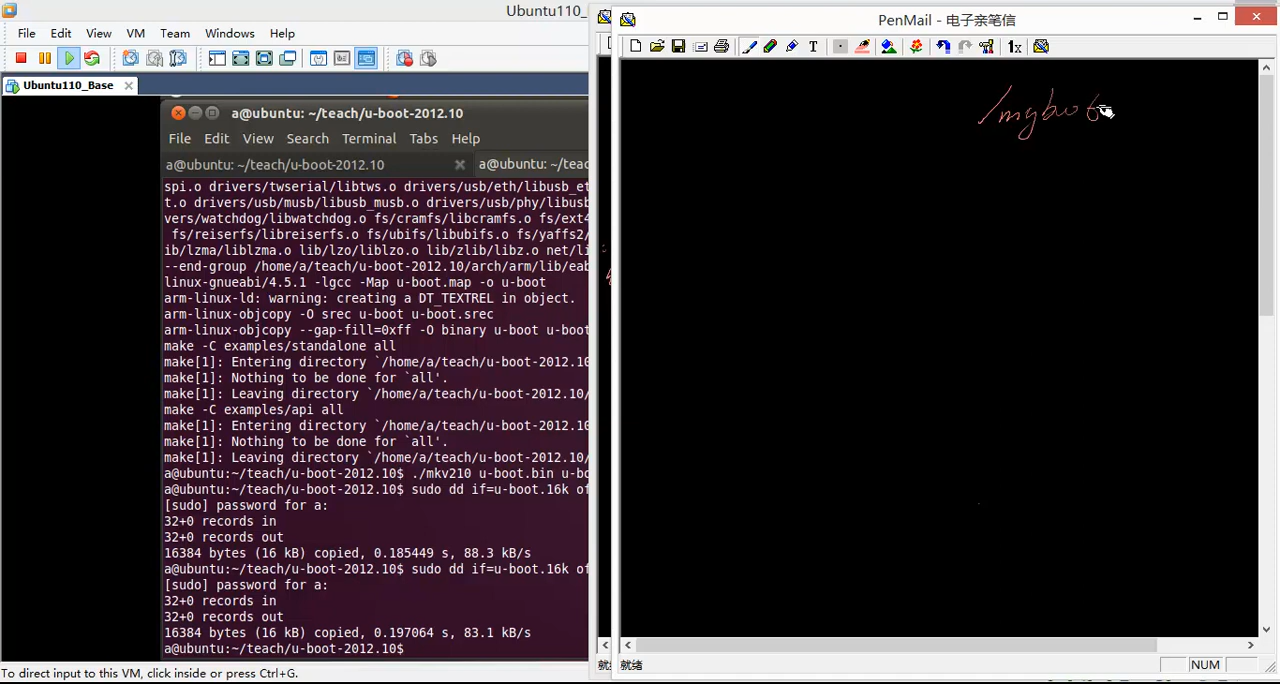 Ubuntu110_
File Edit View VM Team Windows Help
Ubuntu110_Base
a@ubuntu: ~/teach/u-boot-2012.10
File Edit View Search Terminal Tabs Help
a@ubuntu: ~/teach/u-boot-2012.10
a@ubuntu: ~/teach/u-
spi.o drivers/twserial/libtws.o drivers/usb/eth/libusb_et
t.o drivers/usb/musb/libusb_musb.o drivers/usb/phy/libusb
vers/watchdog/libwatchdog.o fs/cramfs/libcramfs.o fs/ext4
fs/reiserfs/libreiserfs.o fs/ubifs/libubifs.o fs/yaffs2/
ib/lzma/liblzma.o lib/lzo/liblzo.o lib/zlib/libz.o net/li
--end-group /home/a/teach/u-boot-2012.10/arch/arm/lib/eab
linux-gnueabi/4.5.1 -lgcc -Map u-boot.map -o u-boot
arm-linux-ld: warning: creating a DT_TEXTREL in object.
arm-linux-objcopy -O srec u-boot u-boot.srec
arm-linux-objcopy --gap-fill=0xff -O binary u-boot u-boot
make -C examples/standalone all
make[1]: Entering directory `/home/a/teach/u-boot-2012.10
make[1]: Nothing to be done for `all'.
make[1]: Leaving directory `/home/a/teach/u-boot-2012.10/
make -C examples/api all
make[1]: Entering directory `/home/a/teach/u-boot-2012.10
make[1]: Nothing to be done for `all'.
make[1]: Leaving directory `/home/a/teach/u-boot-2012.10/
a@ubuntu:~/teach/u-boot-2012.10$ ./mkv210 u-boot.bin u-bo
a@ubuntu:~/teach/u-boot-2012.10$ sudo dd if=u-boot.16k of
[sudo] password for a:
32+0 records in
32+0 records out
16384 bytes (16 kB) copied, 0.185449 s, 88.3 kB/s
a@ubuntu:~/teach/u-boot-2012.10$ sudo dd if=u-boot.16k of
[sudo] password for a:
32+0 records in
32+0 records out
16384 bytes (16 kB) copied, 0.197064 s, 83.1 kB/s
a@ubuntu:~/teach/u-boot-2012.10$
To direct input to this VM, click inside or press Ctrl+G.
PenMail - 电子亲笔信
T 1x
/mybot
就绪 NUM